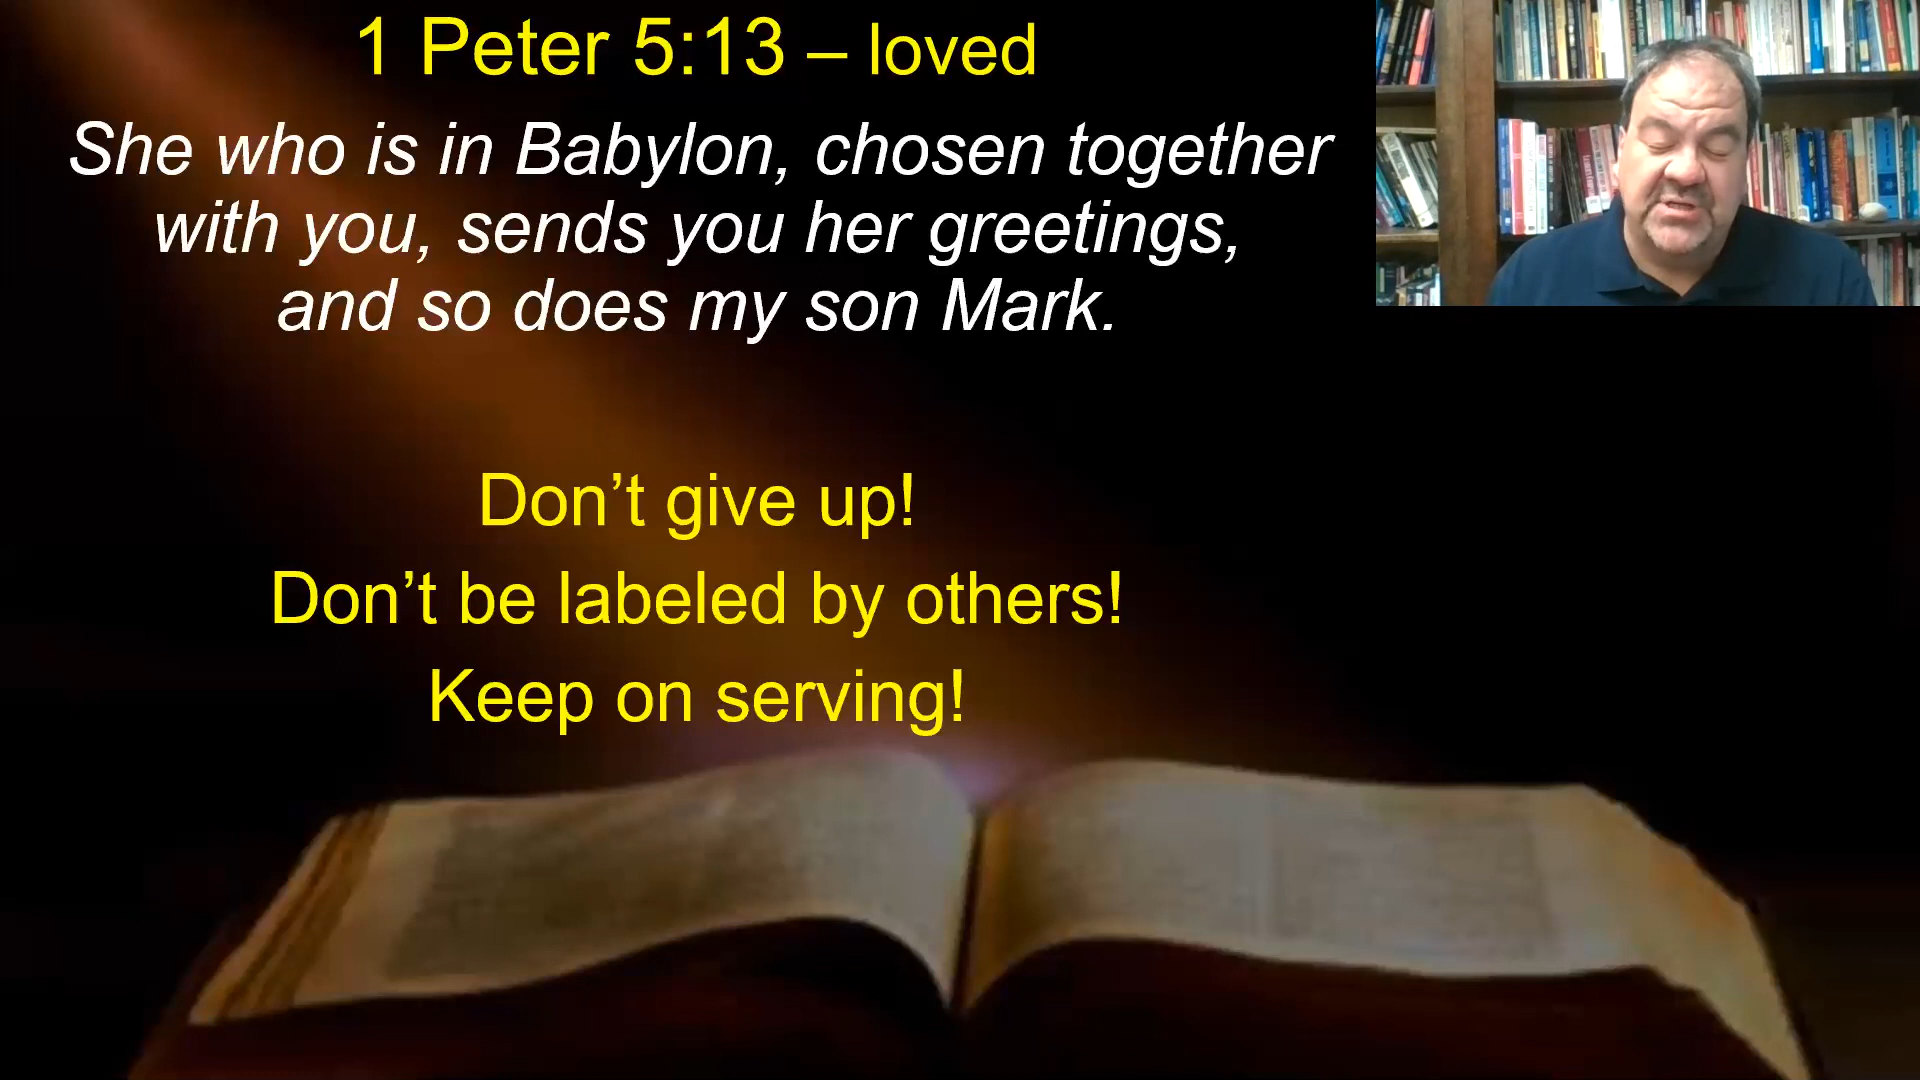 1 Peter 5:13 – loved
She who is in Babylon, chosen together
with you, sends you her greetings,
and so does my son Mark.
Don’t give up!
Don’t be labeled by others!
Keep on serving!